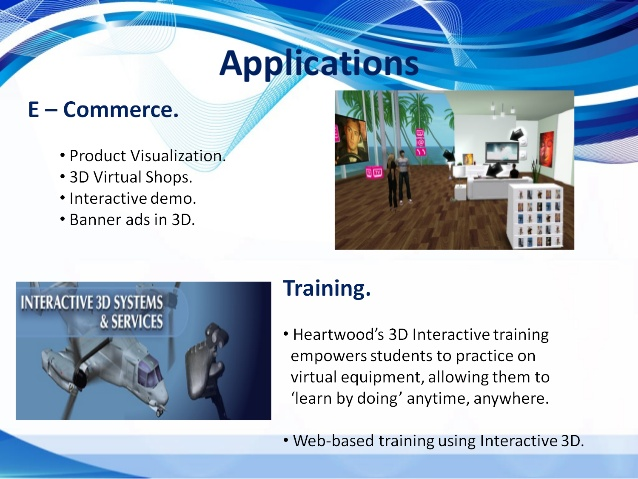 Applications
E – Commerce.
• Product Visualization.
• 3D Virtual Shops.
• Interactive demo.
• Banner ads in 3D.
INTERACTIVE 3D SYSTEMS
& SERVICES
Training.
• Heartwood's 3D Interactive training
empowers students to practice on
virtual equipment, allowing them to
'learn by doing' anytime, anywhere.
• Web-based training using Interactive 3D.